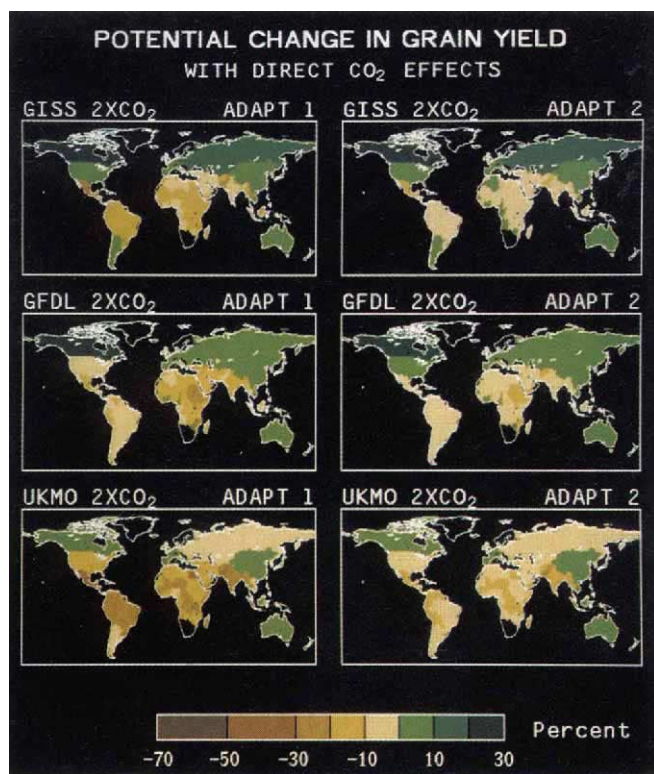 POTENTIAL CHANGE IN GRAIN YIELD
WITH DIRECT CO₂ EFFECTS
GISS 2XCO₂ ADAPT 1
GISS 2XCO₂ ADAPT 2
GFDL 2XCO₂ ADAPT 1
GFDL 2XCO₂ ADAPT 2
UKMO 2XCO₂ ADAPT 1
UKMO 2XCO₂ ADAPT 2
Percent
-70 -50 -30 -10 10 30